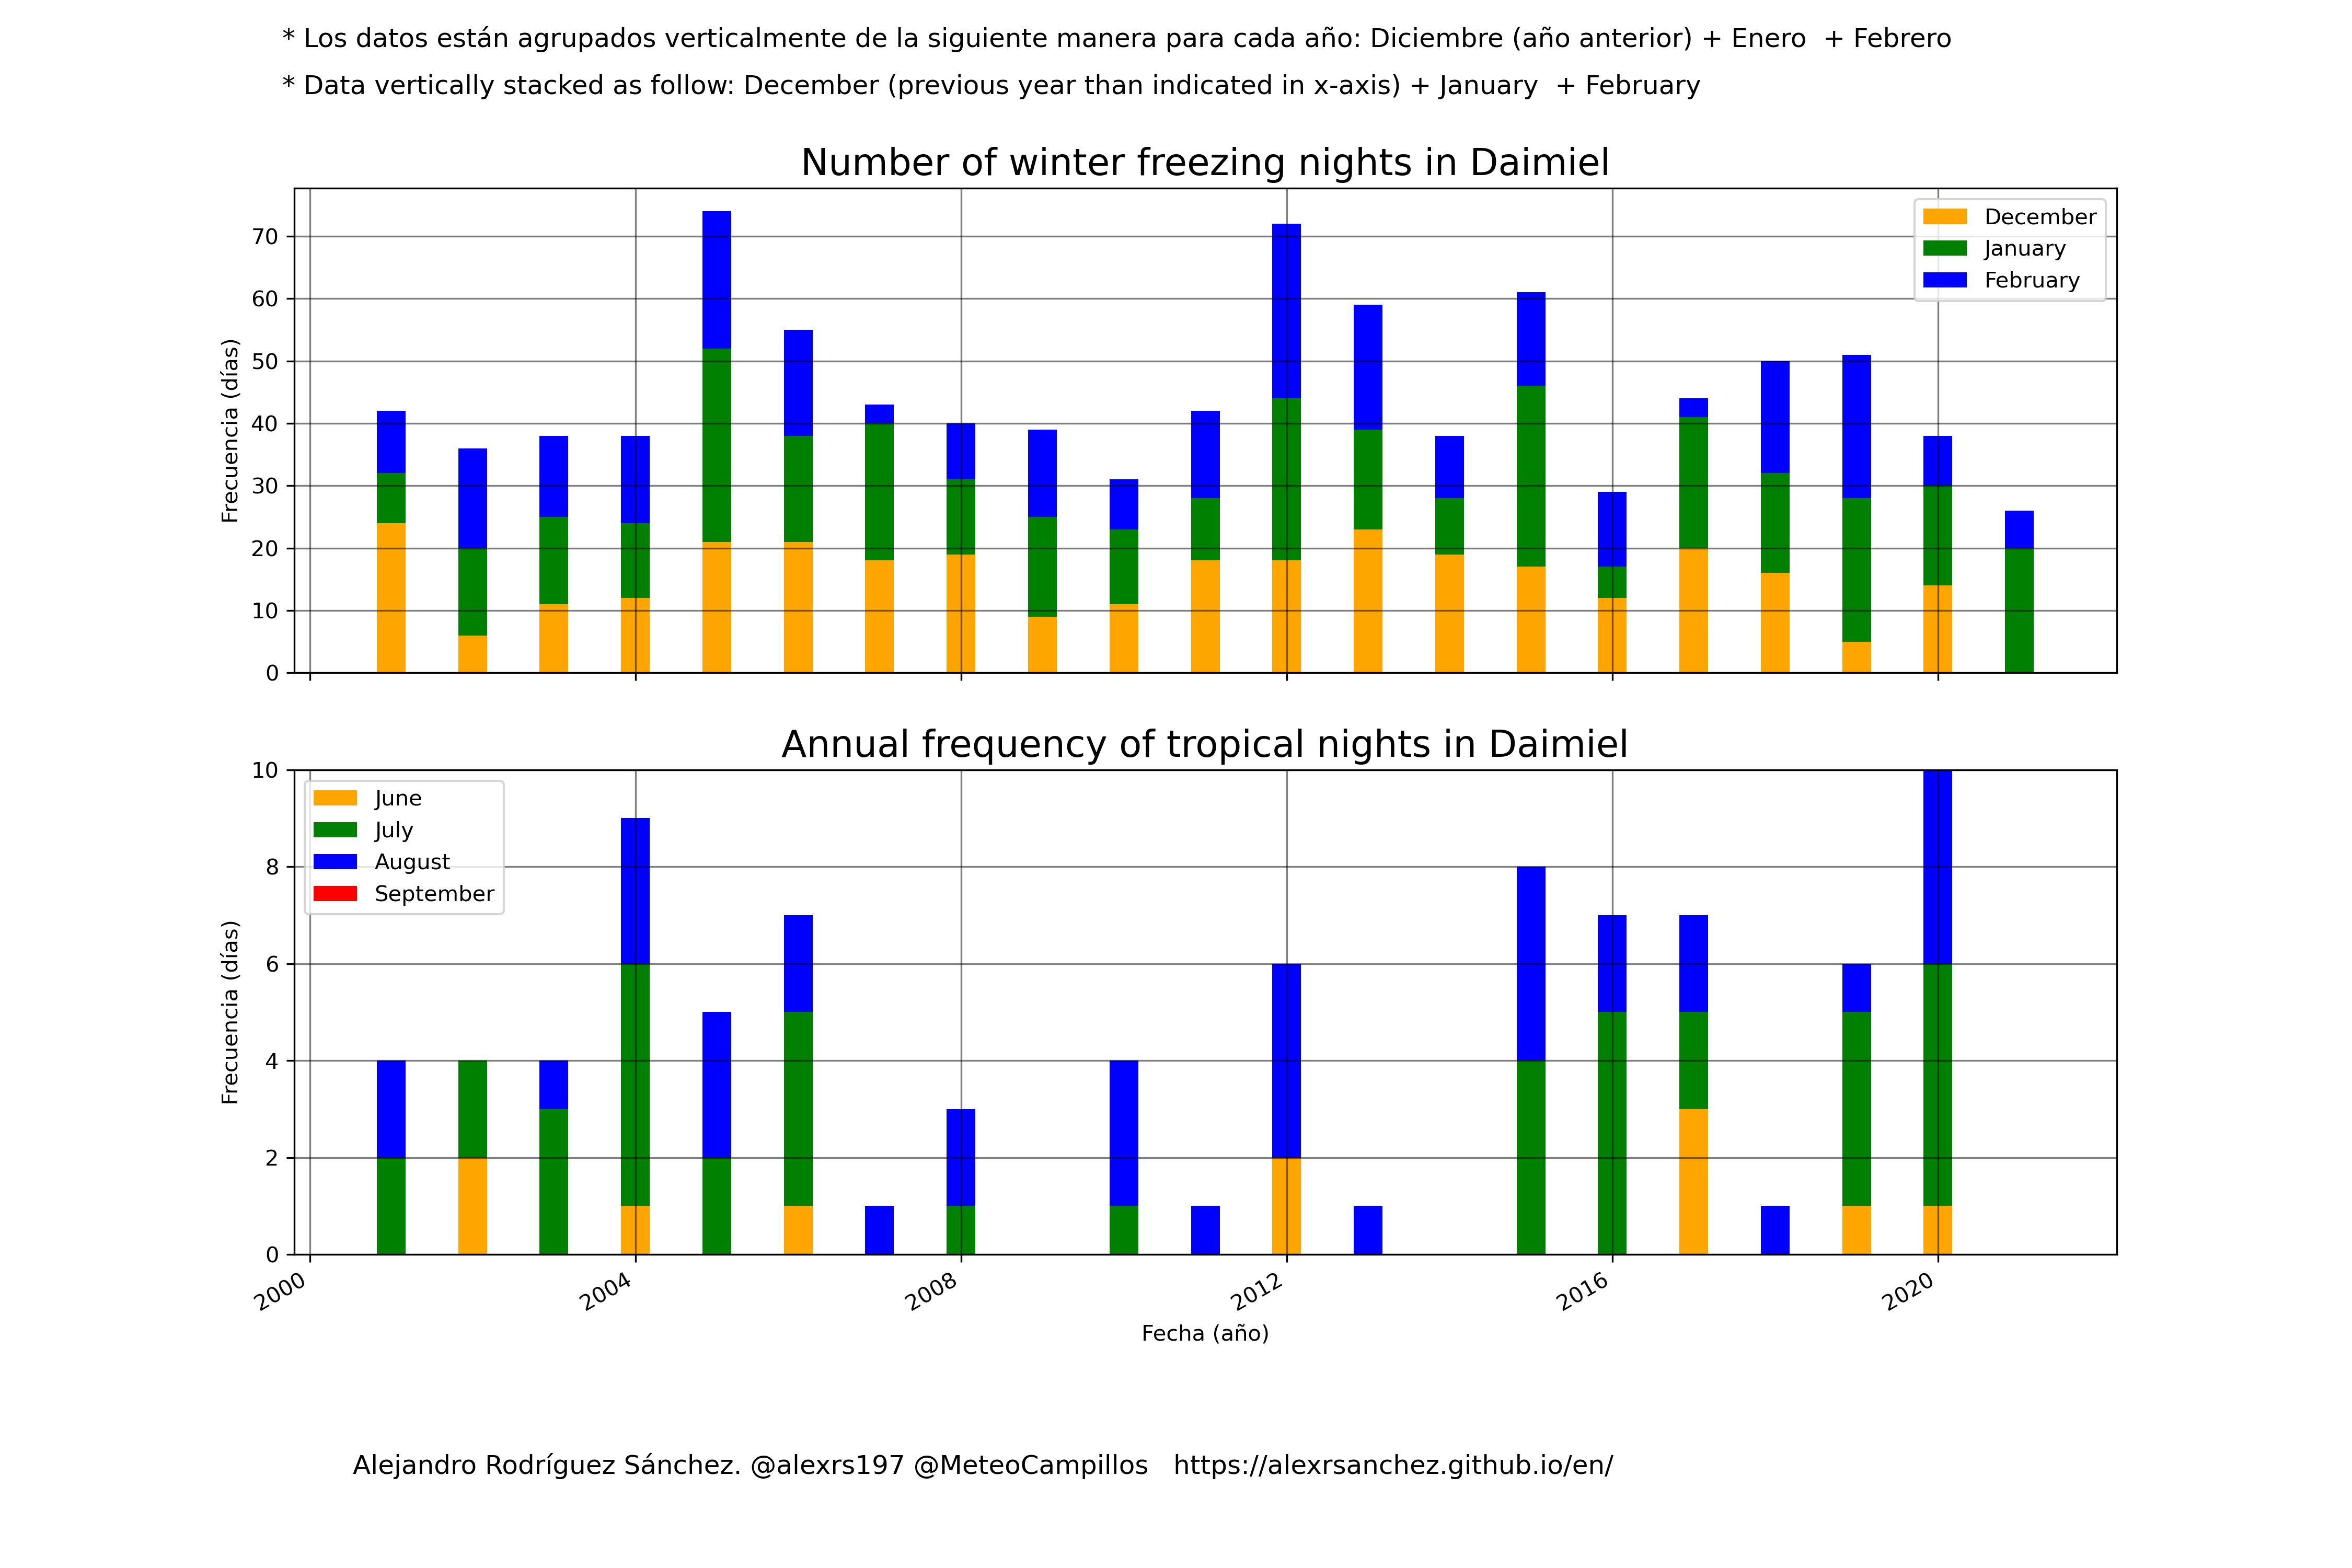 * Los datos están agrupados verticalmente de la siguiente manera para cada año: Diciembre (año anterior) + Enero  + Febrero
* Data vertically stacked as follow: December (previous year than indicated in x-axis) + January  + February
Number of winter freezing nights in Daimiel
70
60
50
40
30
20
10
0
Frecuencia (días)
December
January
February
Annual frequency of tropical nights in Daimiel
10
8
6
4
2
0
Frecuencia (días)
June
July
August
September
2000
2004
2008
2012
2016
2020
Fecha (año)
Alejandro Rodríguez Sánchez. @alexrs197 @MeteoCampillos   https://alexrsanchez.github.io/en/